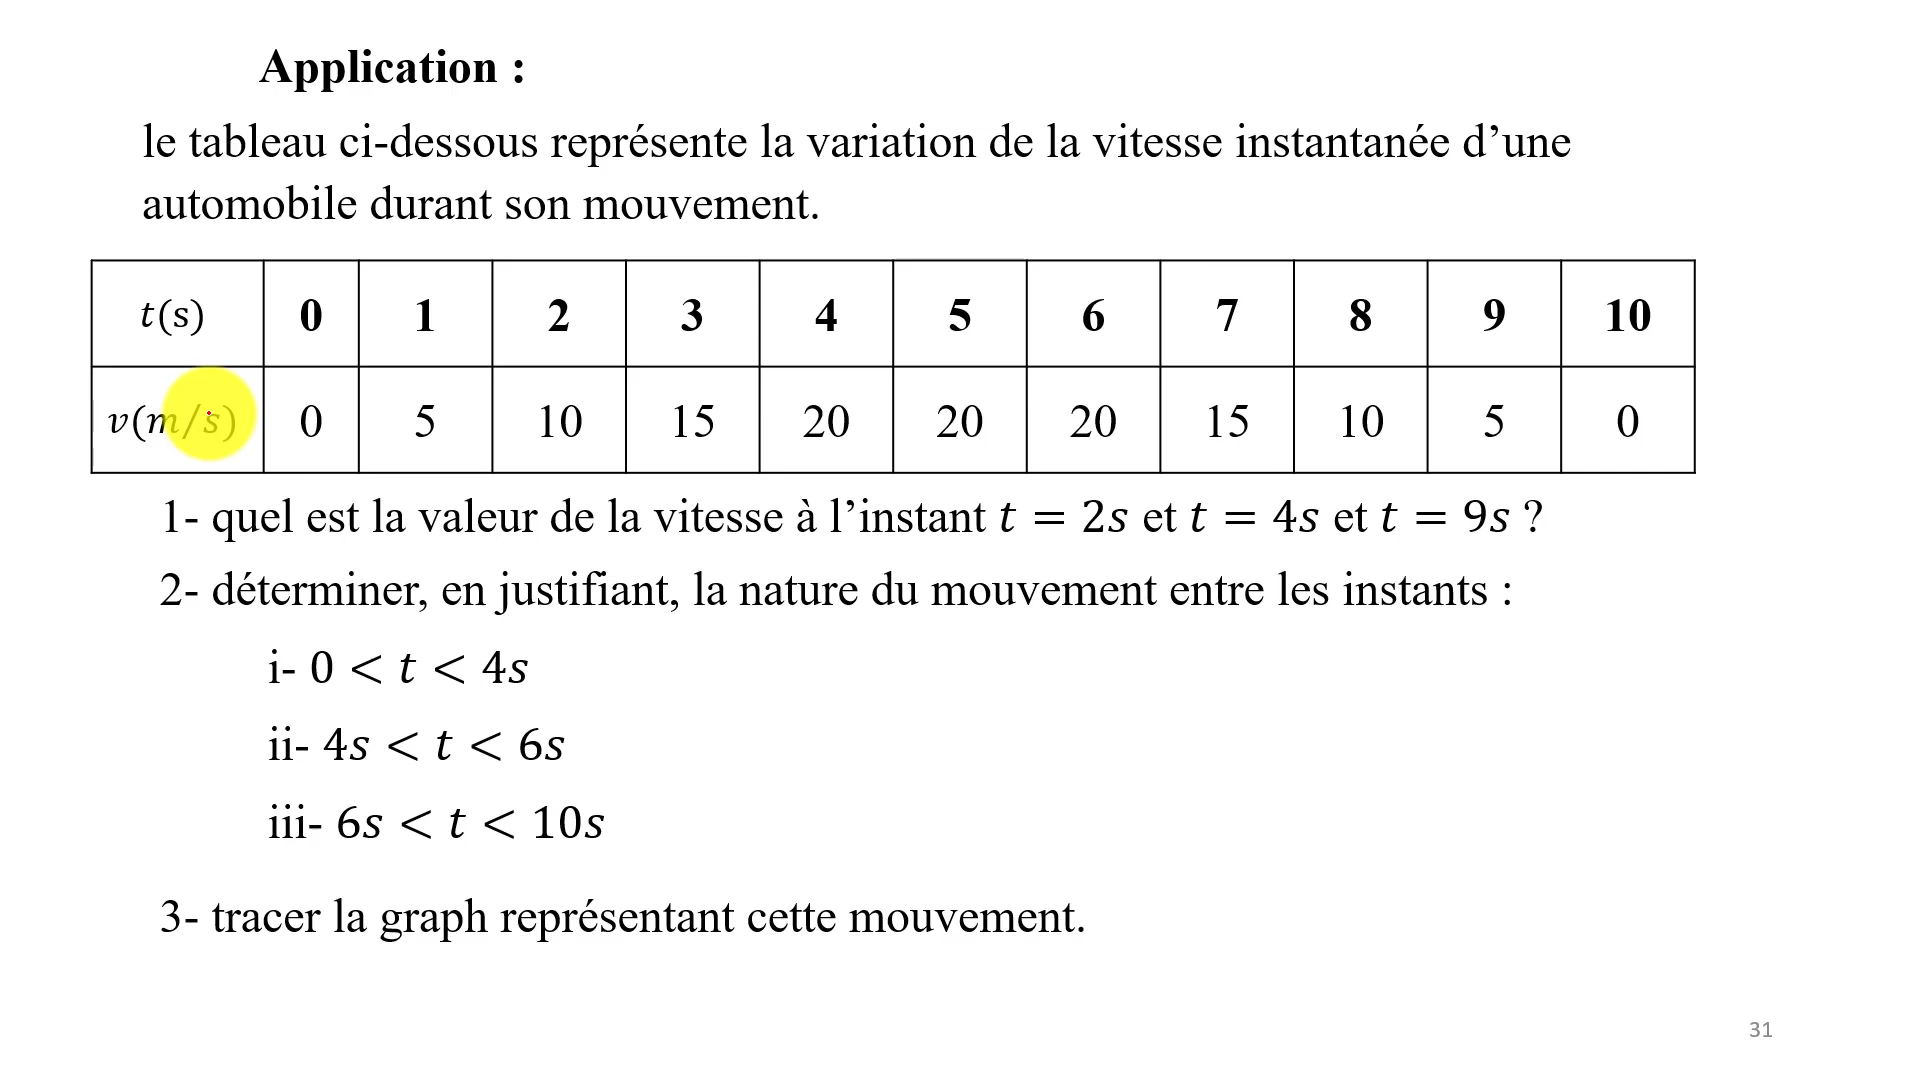 Application :
le tableau ci-dessous représente la variation de la vitesse instantanée d’une
automobile durant son mouvement.
t(s) 0 1 2 3 4 5 6 7 8 9 10
v(m/s) 0 5 10 15 20 20 20 15 10 5 0
1- quel est la valeur de la vitesse à l’instant t = 2s et t = 4s et t = 9s ?
2- déterminer, en justifiant, la nature du mouvement entre les instants :
i- 0 < t < 4s
ii- 4s < t < 6s
iii- 6s < t < 10s
3- tracer la graph représentant cette mouvement.
31